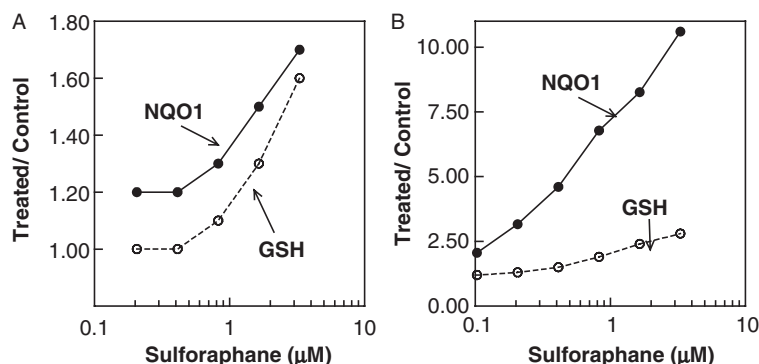 A
1.80
1.60
1.40
1.20
1.00
Treated/ Control
NQO1
GSH
0.1
1
10
Sulforaphane (μM)
B
10.00
7.50
5.00
2.50
0.00
Treated/ Control
NQO1
GSH
0.1
1
10
Sulforaphane (μM)